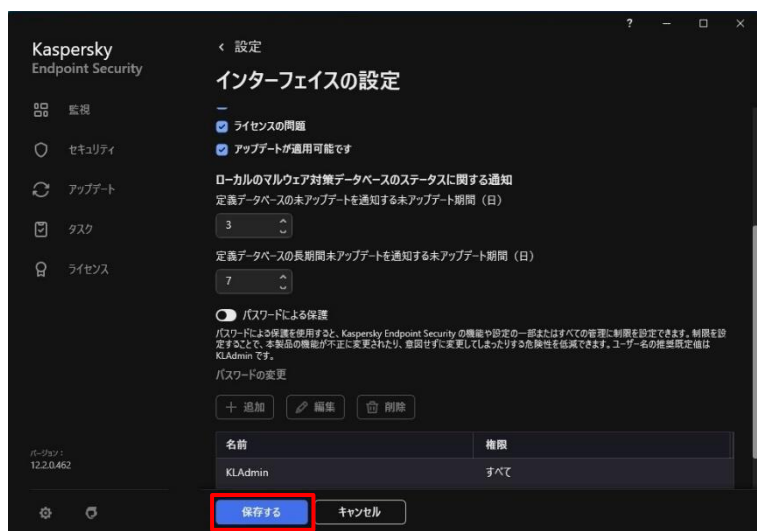 ?
Kaspersky
Endpoint Security
監視
セキュリティ
アップデート
タスク
ライセンス
バージョン :
12.2.0.462
設定
インターフェイスの設定
ライセンスの問題
アップデートが適用可能です
ローカルのマルウェア対策データベースのステータスに関する通知
定義データベースの未アップデートを通知する未アップデート期間（日）
3
定義データベースの長期間未アップデートを通知する未アップデート期間（日）
7
パスワードによる保護
パスワードによる保護を使用すると、Kaspersky Endpoint Security の機能や設定の一部またはすべての管理に制限を設定できます。制限を設
定することで、本製品の機能が不正に変更されたり、意図せずに変更してしまったりする危険性を低減できます。ユーザー名の推奨既定値は
KLAdmin です。
パスワードの変更
追加 編集 削除
名前 権限
KLAdmin すべて
保存する キャンセル